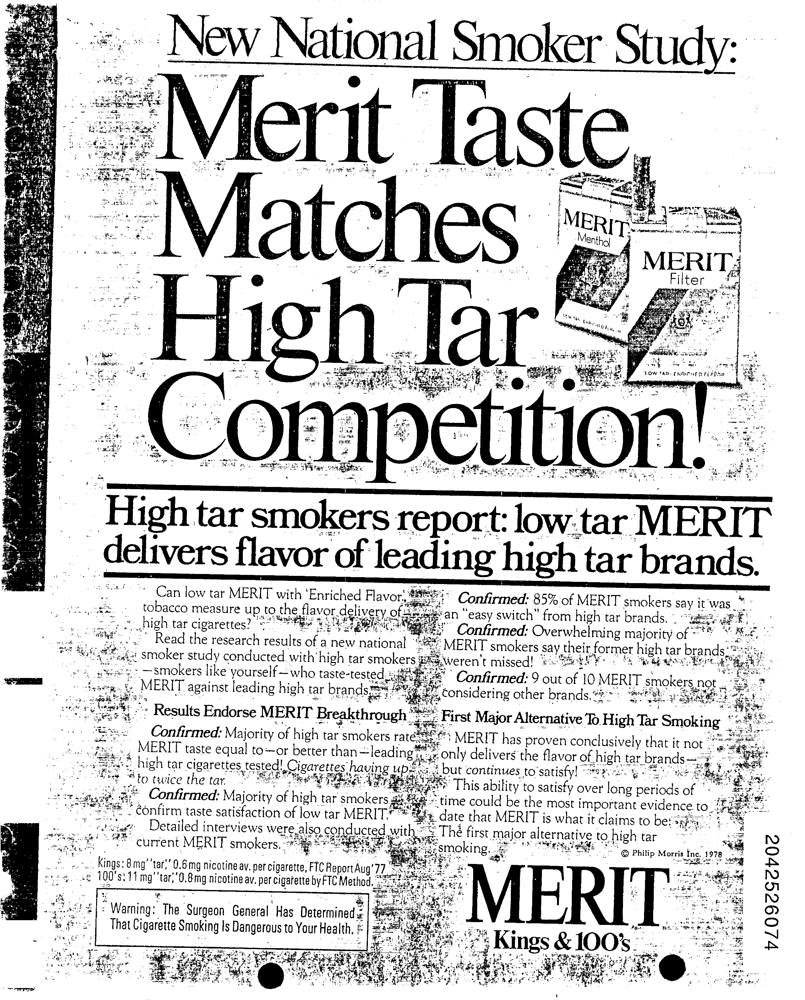 New National Smoker Study:
Merit Taste
Matches
High Tar
Competition!
MERIT
Menthol
MERIT
Filter
LOW TAR · ENRICHED FLAVOR
High tar smokers report: low tar MERIT
delivers flavor of leading high tar brands.
Can low tar MERIT with 'Enriched Flavor,'
tobacco measure up to the flavor delivery of
high tar cigarettes?
Read the research results of a new national
smoker study conducted with high tar smokers
—smokers like yourself—who taste-tested
MERIT against leading high tar brands.
Results Endorse MERIT Breakthrough
Confirmed: Majority of high tar smokers rate
MERIT taste equal to—or better than—leading
high tar cigarettes tested! Cigarettes having up
to twice the tar.
Confirmed: Majority of high tar smokers
confirm taste satisfaction of low tar MERIT.
Detailed interviews were also conducted with
current MERIT smokers.
Confirmed: 85% of MERIT smokers say it was
an "easy switch" from high tar brands.
Confirmed: Overwhelming majority of
MERIT smokers say their former high tar brands
weren't missed!
Confirmed: 9 out of 10 MERIT smokers not
considering other brands.
First Major Alternative To High Tar Smoking
MERIT has proven conclusively that it not
only delivers the flavor of high tar brands—
but continues to satisfy!
This ability to satisfy over long periods of
time could be the most important evidence to
date that MERIT is what it claims to be:
The first major alternative to high tar
smoking.
© Philip Morris Inc. 1978
Kings: 8 mg "tar," 0.6 mg nicotine av. per cigarette, FTC Report Aug '77
100's: 11 mg "tar," 0.8 mg nicotine av. per cigarette by FTC Method.
Warning: The Surgeon General Has Determined
That Cigarette Smoking Is Dangerous to Your Health.
MERIT
Kings & 100's
2042526074